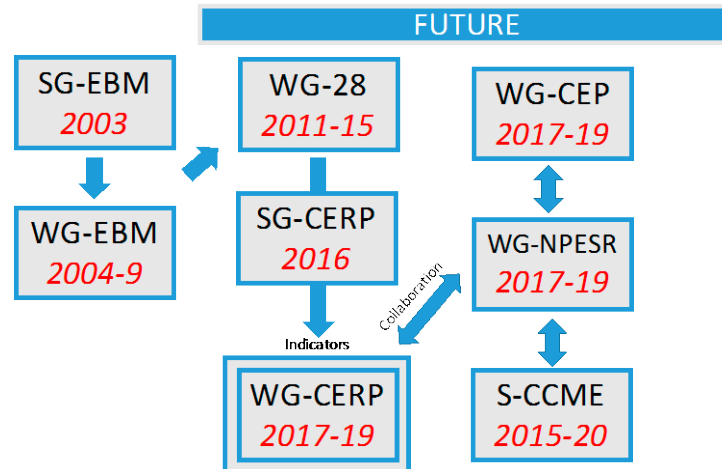 FUTURE
SG-EBM
2003
WG-28
2011-15
WG-CEP
2017-19
WG-EBM
2004-9
SG-CERP
2016
WG-NPESR
2017-19
Collaboration
Indicators
WG-CERP
2017-19
S-CCME
2015-20